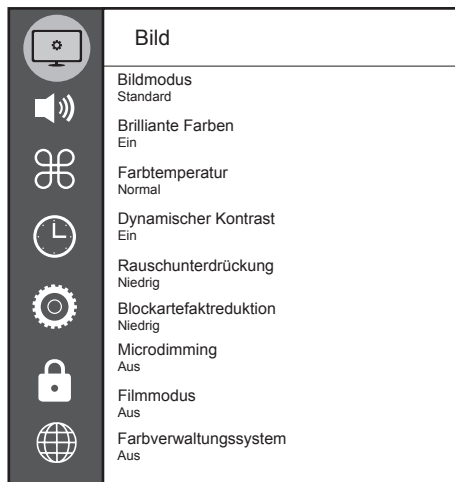 Bild
Bildmodus
Standard
Brilliante Farben
Ein
Farbtemperatur
Normal
Dynamischer Kontrast
Ein
Rauschunterdrückung
Niedrig
Blockartefaktreduktion
Niedrig
Microdimming
Aus
Filmmodus
Aus
Farbverwaltungssystem
Aus